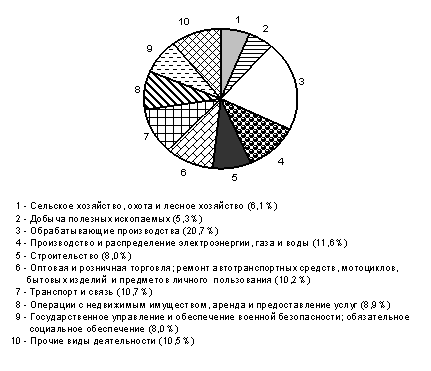 10
1
2
9
3
8
7
4
6
5
1 - Сельское хозяйство, охота и лесное хозяйство (6,1%)
2 - Добыча полезных ископаемых (5,3%)
3 - Обрабатывающие производства (20,7%)
4 - Производство и распределение электроэнергии, газа и воды (11,6%)
5 - Строительство (8,0%)
6 - Оптовая и розничная торговля; ремонт автотранспортных средств, мотоциклов,
бытовых изделий и предметов личного пользования (10,2%)
7 - Транспорт и связь (10,7%)
8 - Операции с недвижимым имуществом, аренда и предоставление услуг (8,9%)
9 - Государственное управление и обеспечение военной безопасности; обязательное
социальное обеспечение (8,0%)
10 - Прочие виды деятельности (10,5%)